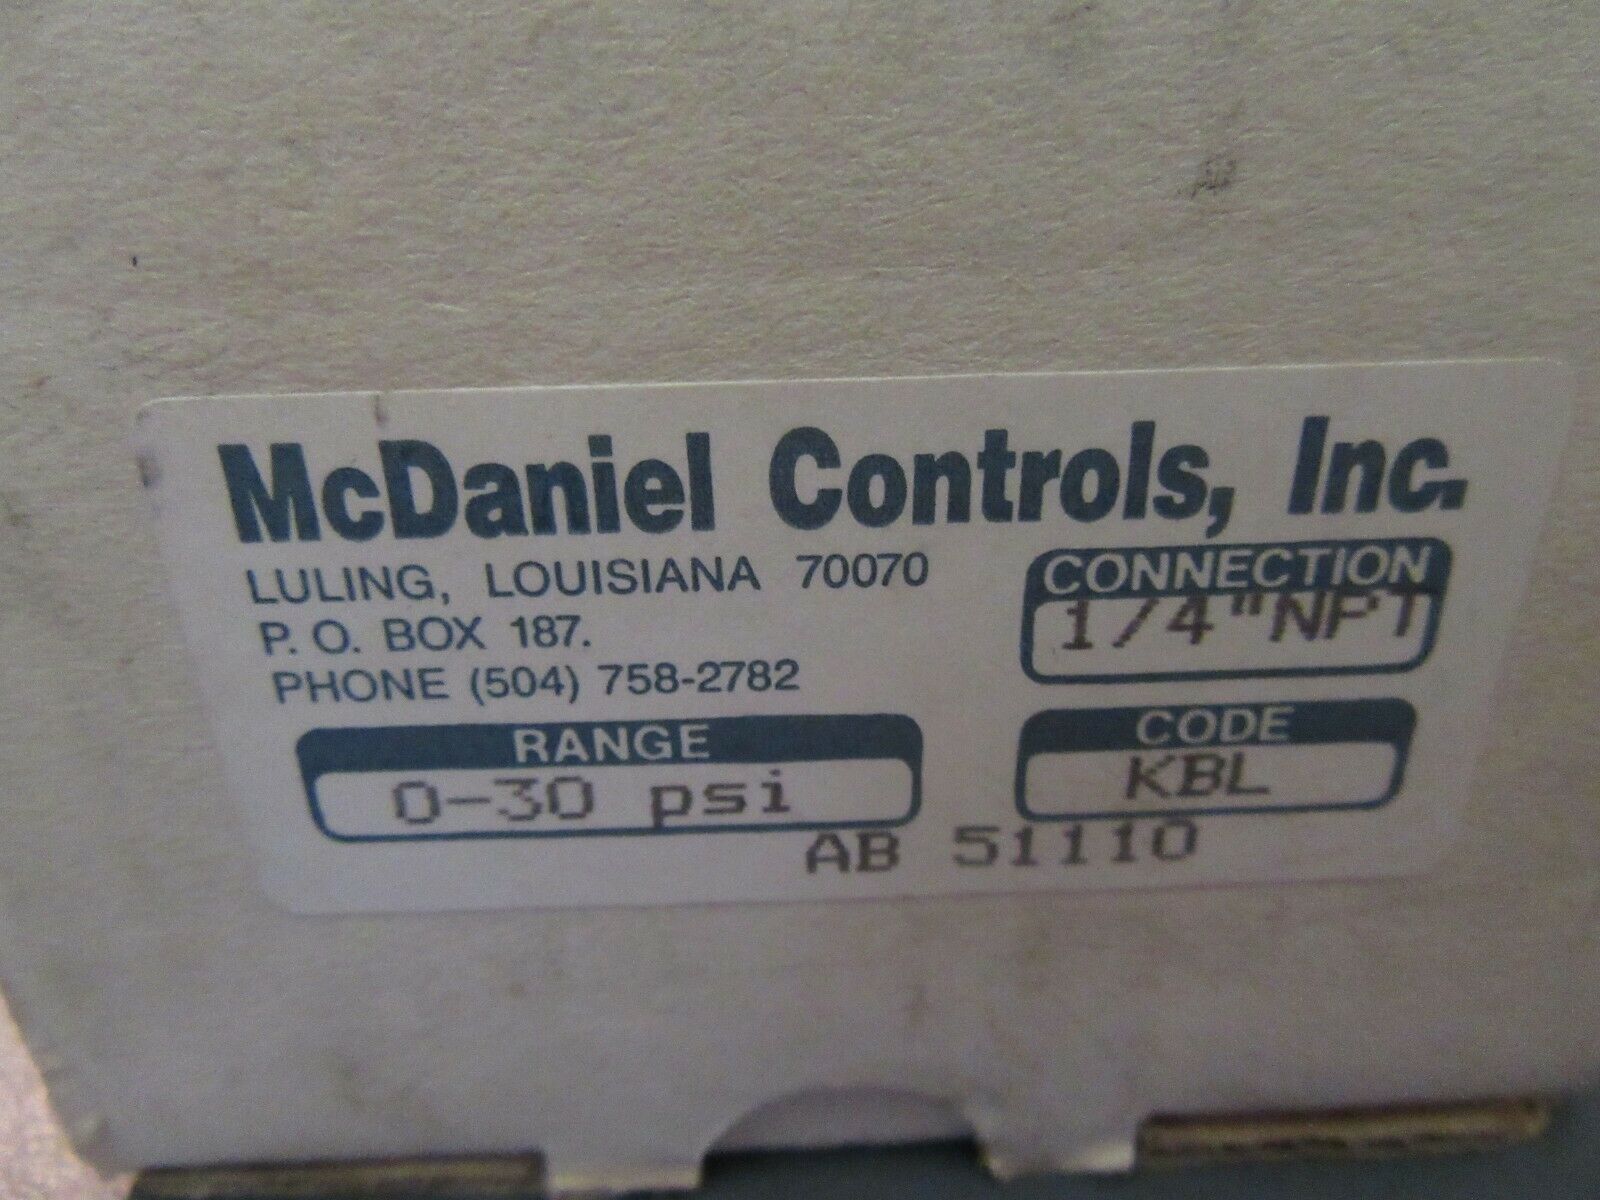 McDaniel Controls, Inc.
LULING, LOUISIANA 70070
P. O. BOX 187.
PHONE (504) 758-2782
CONNECTION
1/4"NPT
RANGE
0-30 psi
CODE
KBL
AB 51110